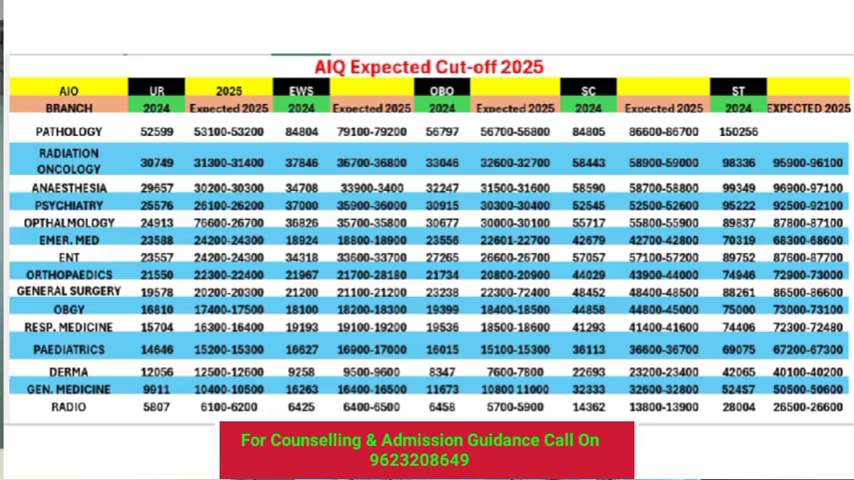 AIQ Expected Cut-off 2025
AIO UR 2025 EWS OBO SC ST
BRANCH 2024 Expected 2025 2024 Expected 2025 2024 Expected 2025 2024 Expected 2025 2024 EXPECTED 2025
PATHOLOGY 52599 53100-53200 84804 79100-79200 56797 56700-56800 84805 86600-86700 150256
RADIATION
ONCOLOGY 30749 31300-31400 37846 36700-36800 33046 32600-32700 58443 58900-59000 98336 95900-96100
ANAESTHESIA 29657 30200-30300 34708 33900-3400 32247 31500-31600 58590 58700-58800 99349 96900-97100
PSYCHIATRY 25576 26100-26200 37000 35900-36000 30915 30300-30400 52545 52500-52600 95222 92500-92100
OPTHALMOLOGY 24913 76600-26700 36826 35700-35800 30677 30000-30100 55717 55800-55900 89837 87800-87100
EMER. MED 23588 24200-24300 18924 18800-18900 23556 22601-22700 42679 42700-42800 70319 68300-68600
ENT 23557 24200-24300 34318 33600-33700 27265 26600-26700 57057 57100-57200 89752 87600-87700
ORTHOPAEDICS 21550 22300-22400 21967 21700-28180 21734 20800-20900 44029 43900-44000 74946 72900-73000
GENERAL SURGERY 19578 20200-20300 21200 21100-21200 23238 22300-72400 48452 48400-48500 88261 86500-86600
OBGY 16810 17400-17500 18100 18200-18300 19399 18400-18500 44858 44800-45000 75000 73000-73100
RESP. MEDICINE 15704 16300-16400 19193 19100-19200 19536 18500-18600 41293 41400-41600 74406 72300-72480
PAEDIATRICS 14646 15200-15300 16627 16900-17000 16015 15100-15300 36113 36600-36700 69075 67200-67300
DERMA 12056 12500-12600 9258 9500-9600 8347 7600-7800 22693 23200-23400 42065 40100-40200
GEN. MEDICINE 9911 10400-10500 16263 16400-16500 11673 10800 11000 32333 32600-32800 52457 50500-50600
RADIO 5807 6100-6200 6425 6400-6500 6458 5700-5900 14362 13800-13900 28004 26500-26600
For Counselling & Admission Guidance Call On
9623208649